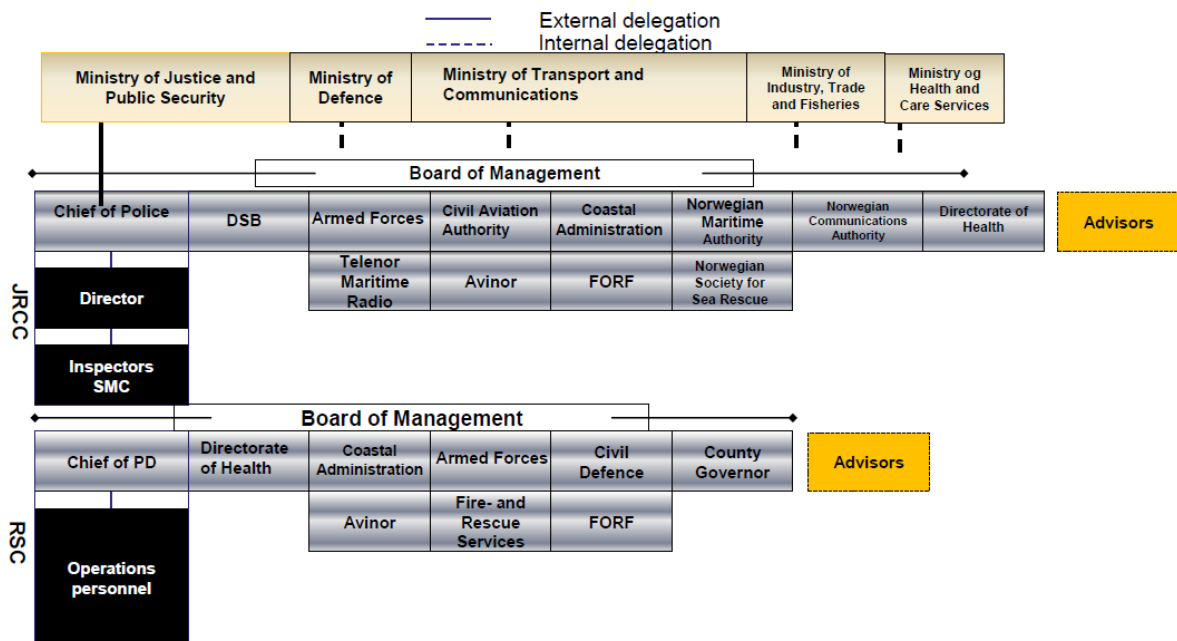 External delegation
Internal delegation
Ministry of Justice and
Public Security
Ministry of
Defence
Ministry of Transport and
Communications
Ministry of
Industry, Trade
and Fisheries
Ministry og
Health and
Care Services
Board of Management
JRCC
Chief of Police
DSB
Armed Forces
Civil Aviation
Authority
Coastal
Administration
Norwegian
Maritime
Authority
Norwegian
Communications
Authority
Directorate of
Health
Advisors
Director
Telenor
Maritime
Radio
Avinor
FORF
Norwegian
Society for
Sea Rescue
Inspectors
SMC
Board of Management
RSC
Chief of PD
Directorate
of Health
Coastal
Administration
Armed Forces
Civil
Defence
County
Governor
Advisors
Avinor
Fire- and
Rescue
Services
FORF
Operations
personnel